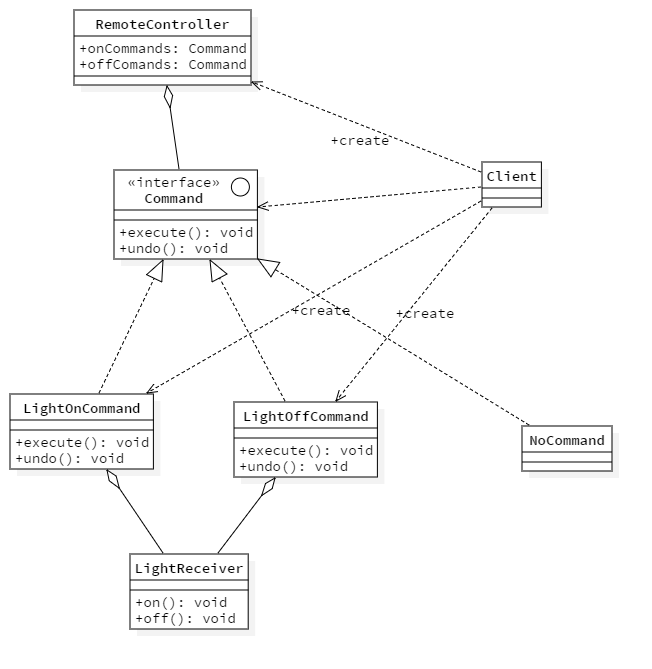 RemoteController
+onCommands: Command
+offComands: Command
+create
«interface»
Command
+execute(): void
+undo(): void
Client
+create
+create
LightOnCommand
+execute(): void
+undo(): void
LightOffCommand
+execute(): void
+undo(): void
NoCommand
LightReceiver
+on(): void
+off(): void